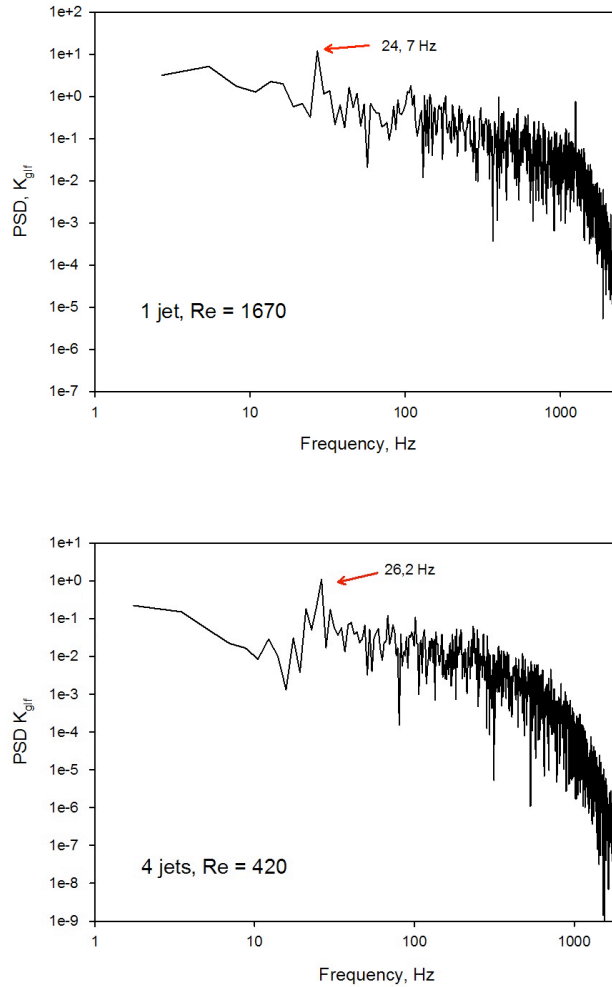 1e+2
1e+1
24, 7 Hz
1e+0
1e-1
1e-2
PSD, K_glf
1e-3
1e-4
1e-5
1 jet, Re = 1670
1e-6
1e-7
1 10 100 1000
Frequency, Hz
1e+1
1e+0
26,2 Hz
1e-1
1e-2
1e-3
PSD K_glf
1e-4
1e-5
1e-6
1e-7
4 jets, Re = 420
1e-8
1e-9
1 10 100 1000
Frequency, Hz